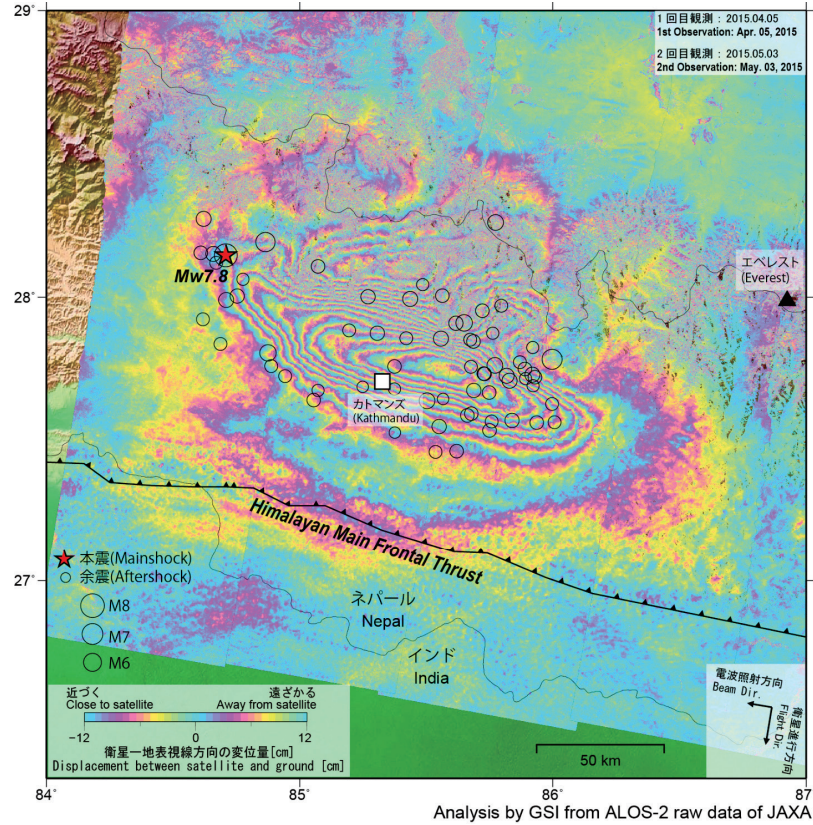 29°
1 回目観測 : 2015.04.05
1st Observation: Apr. 05, 2015
2 回目観測 : 2015.05.03
2nd Observation: May. 03, 2015
エベレスト
(Everest)
Mw7.8
28°
28°
カトマンズ
(Kathmandu)
Himalayan Main Frontal Thrust
本震(Mainshock)
余震(Aftershock)
M8
M7
M6
27°
27°
ネパール
Nepal
インド
India
近づく 遠ざかる
Close to satellite Away from satellite
-12 0 12
衛星－地表視線方向の変位量[cm]
Displacement between satellite and ground [cm]
50 km
電波照射方向
Beam Dir.
衛星進行方向
Flight Dir.
84° 85° 86° 87°
Analysis by GSI from ALOS-2 raw data of JAXA